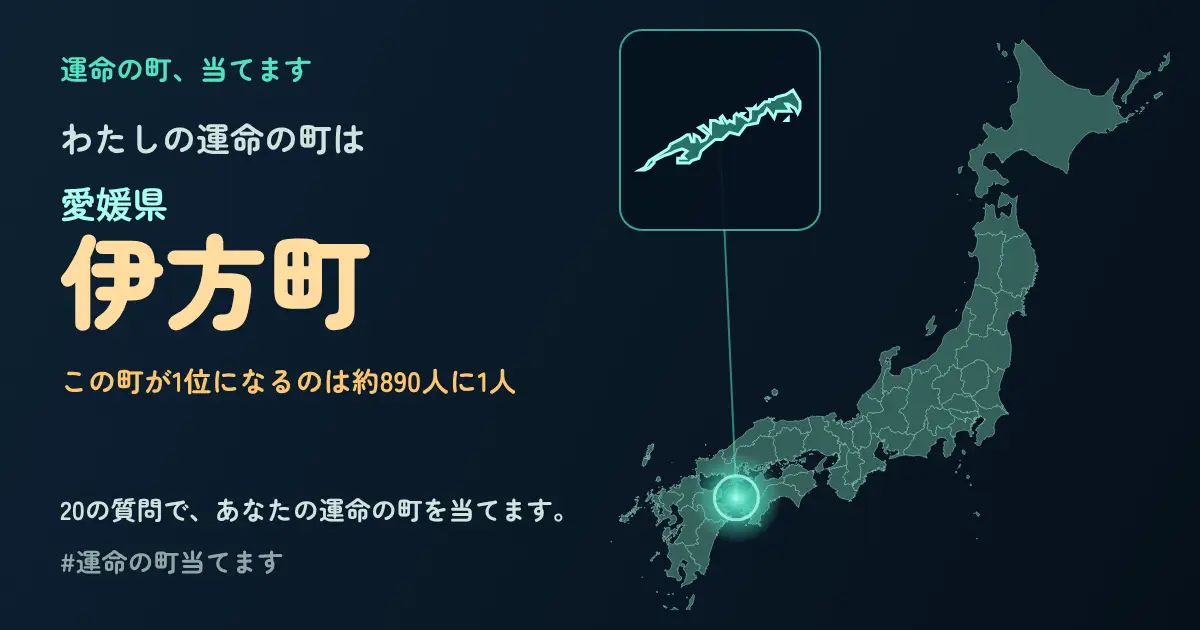 運命の町、当てます
わたしの運命の町は
愛媛県
伊方町
この町が1位になるのは約890人に1人
20の質問で、あなたの運命の町を当てます。
#運命の町当てます